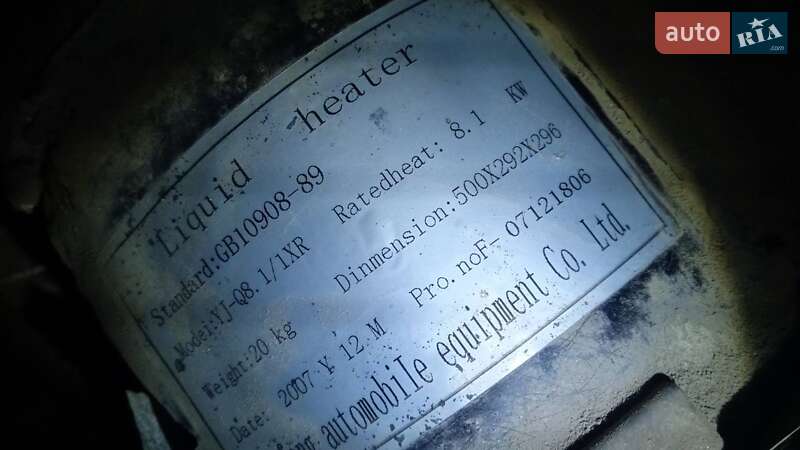 auto RIA
.com
Liquid heater
Standard:GB10908-89
Model:YJ-Q8.1/1XR Ratedheat: 8.1 KW
Weight:20 kg Dinmension:500X292X296
Date: 2007 Y 12 M Pro.noF- 07121806
automobile equipment Co. Ltd.